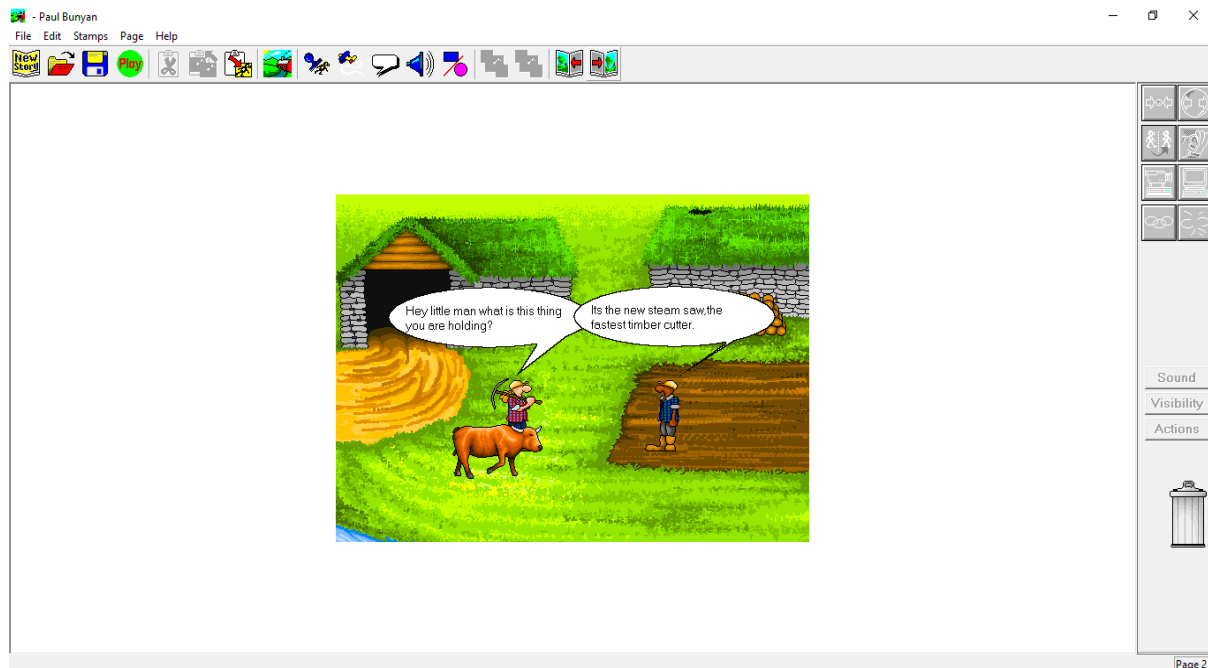 - Paul Bunyan
File Edit Stamps Page Help
New Story Play
Hey little man what is this thing
you are holding?
Its the new steam saw,the
fastest timber cutter.
Sound
Visibility
Actions
Page 2